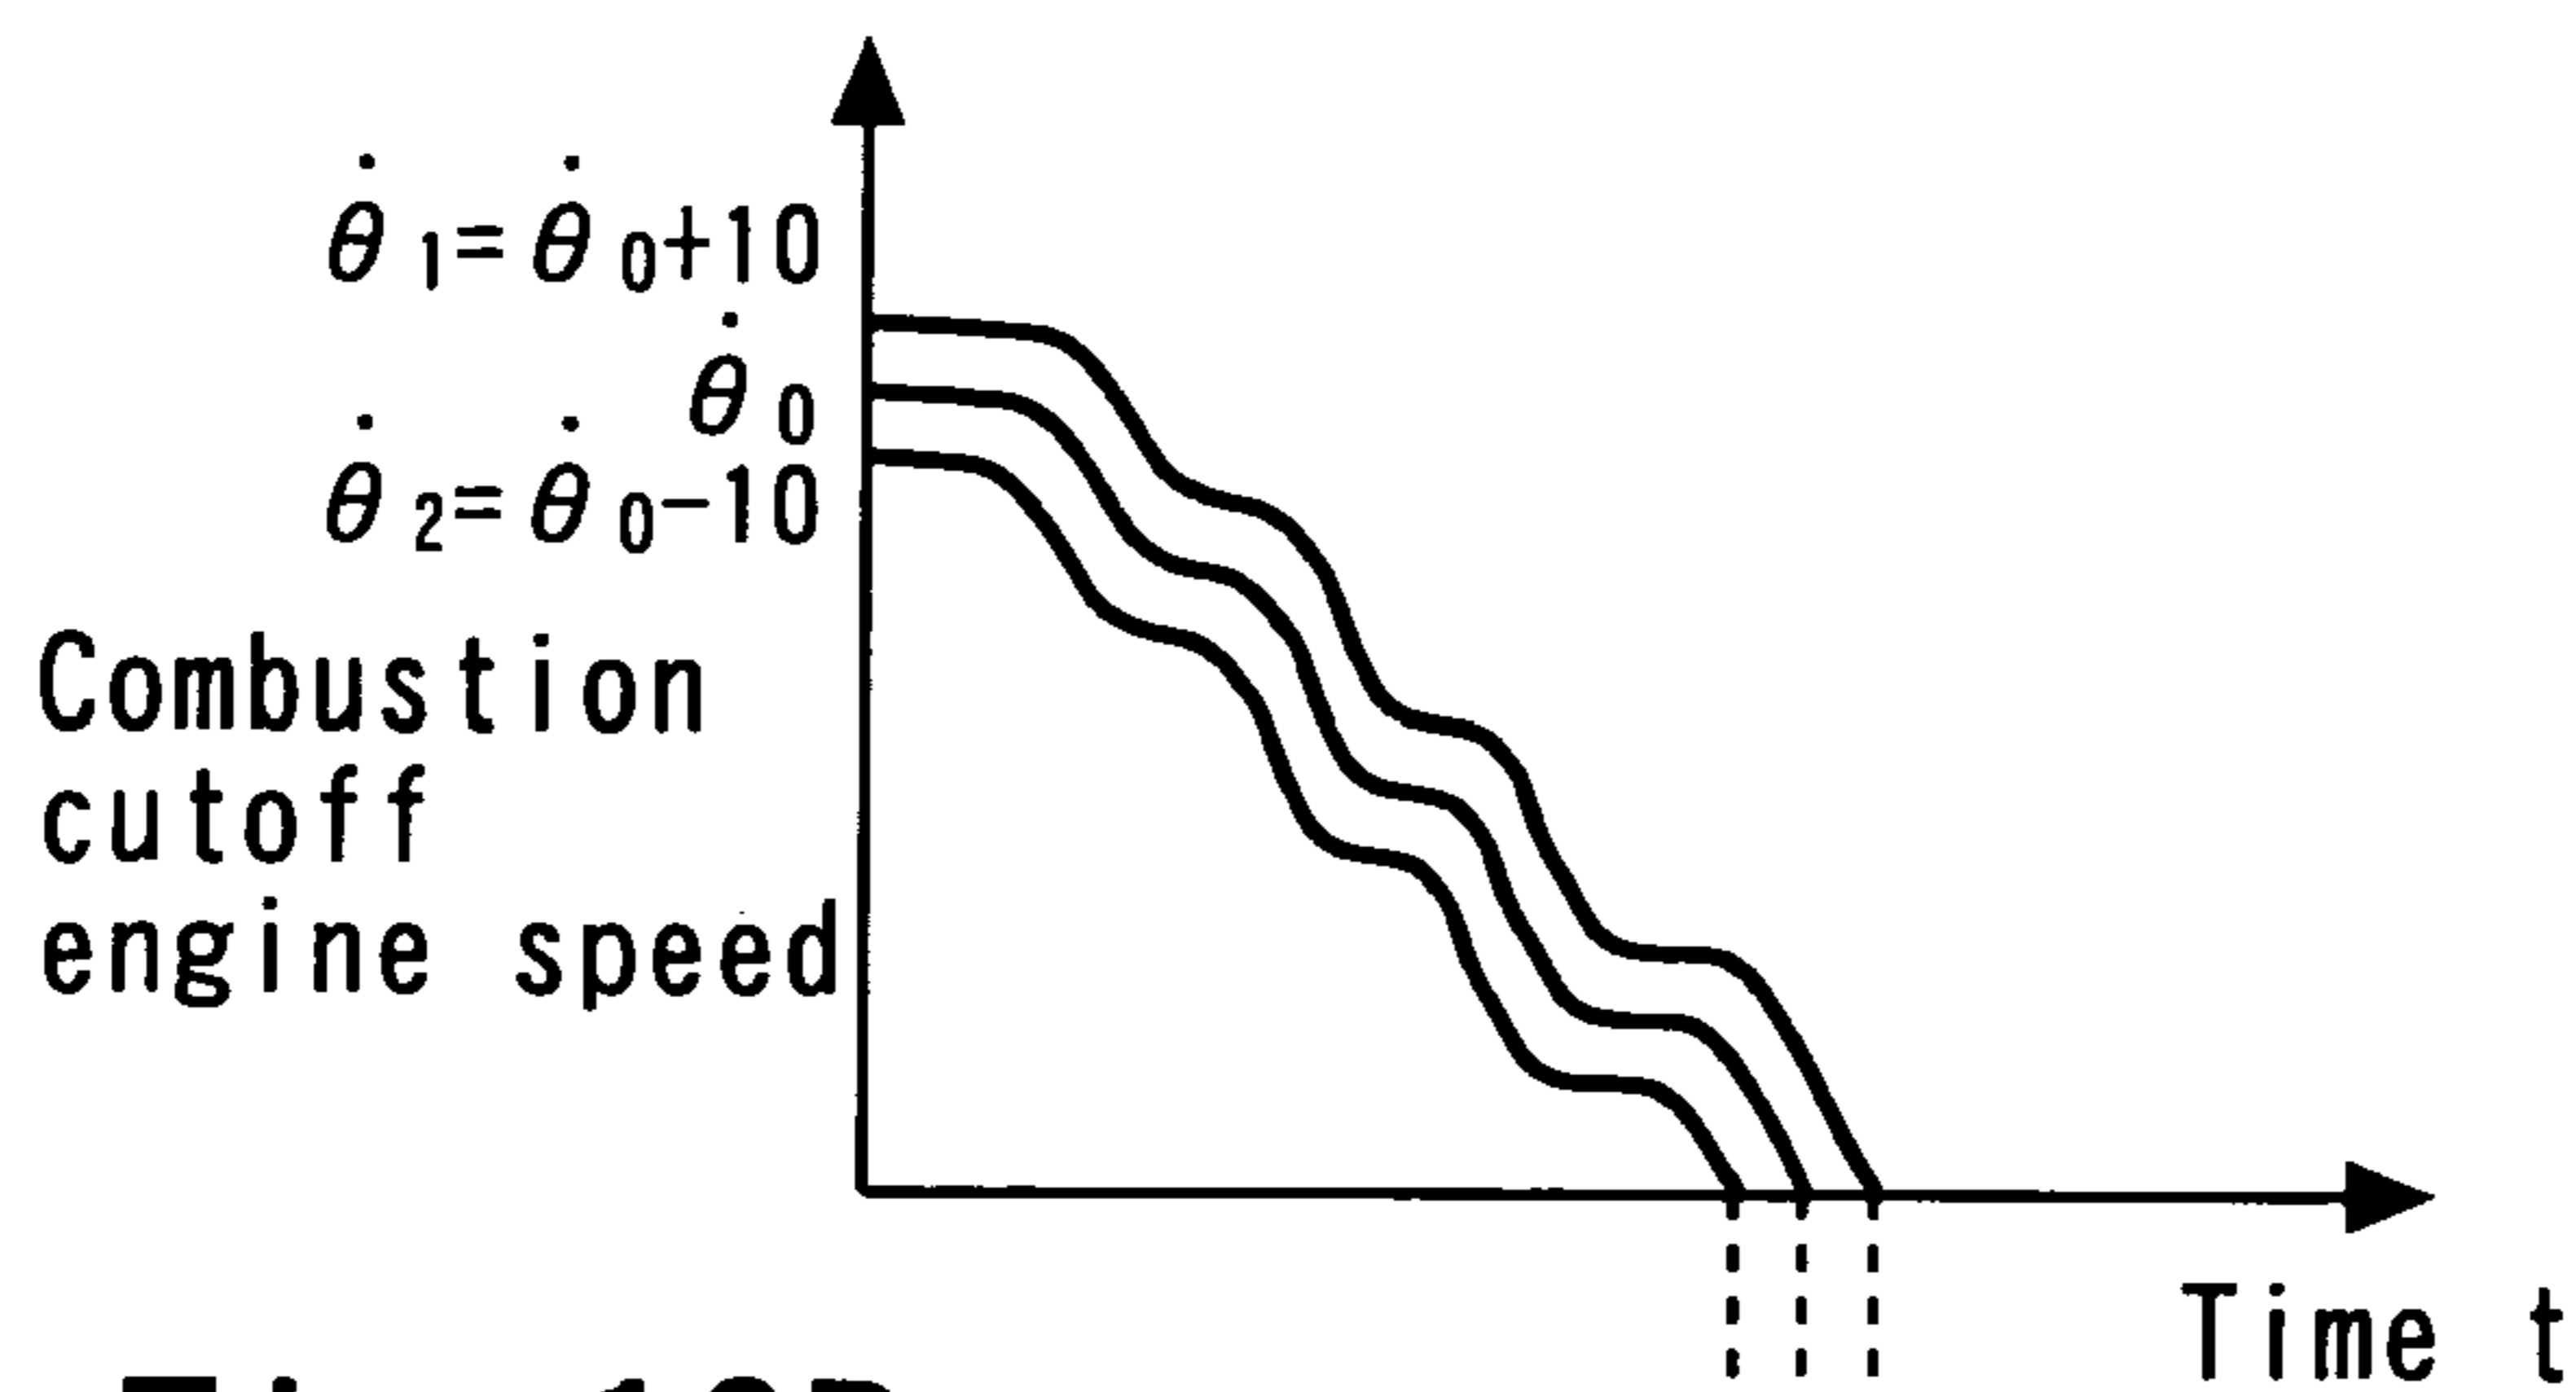 θ̇₁=θ̇₀+10
θ̇₀
θ̇₂=θ̇₀-10
Combustion
cutoff
engine speed
Time t